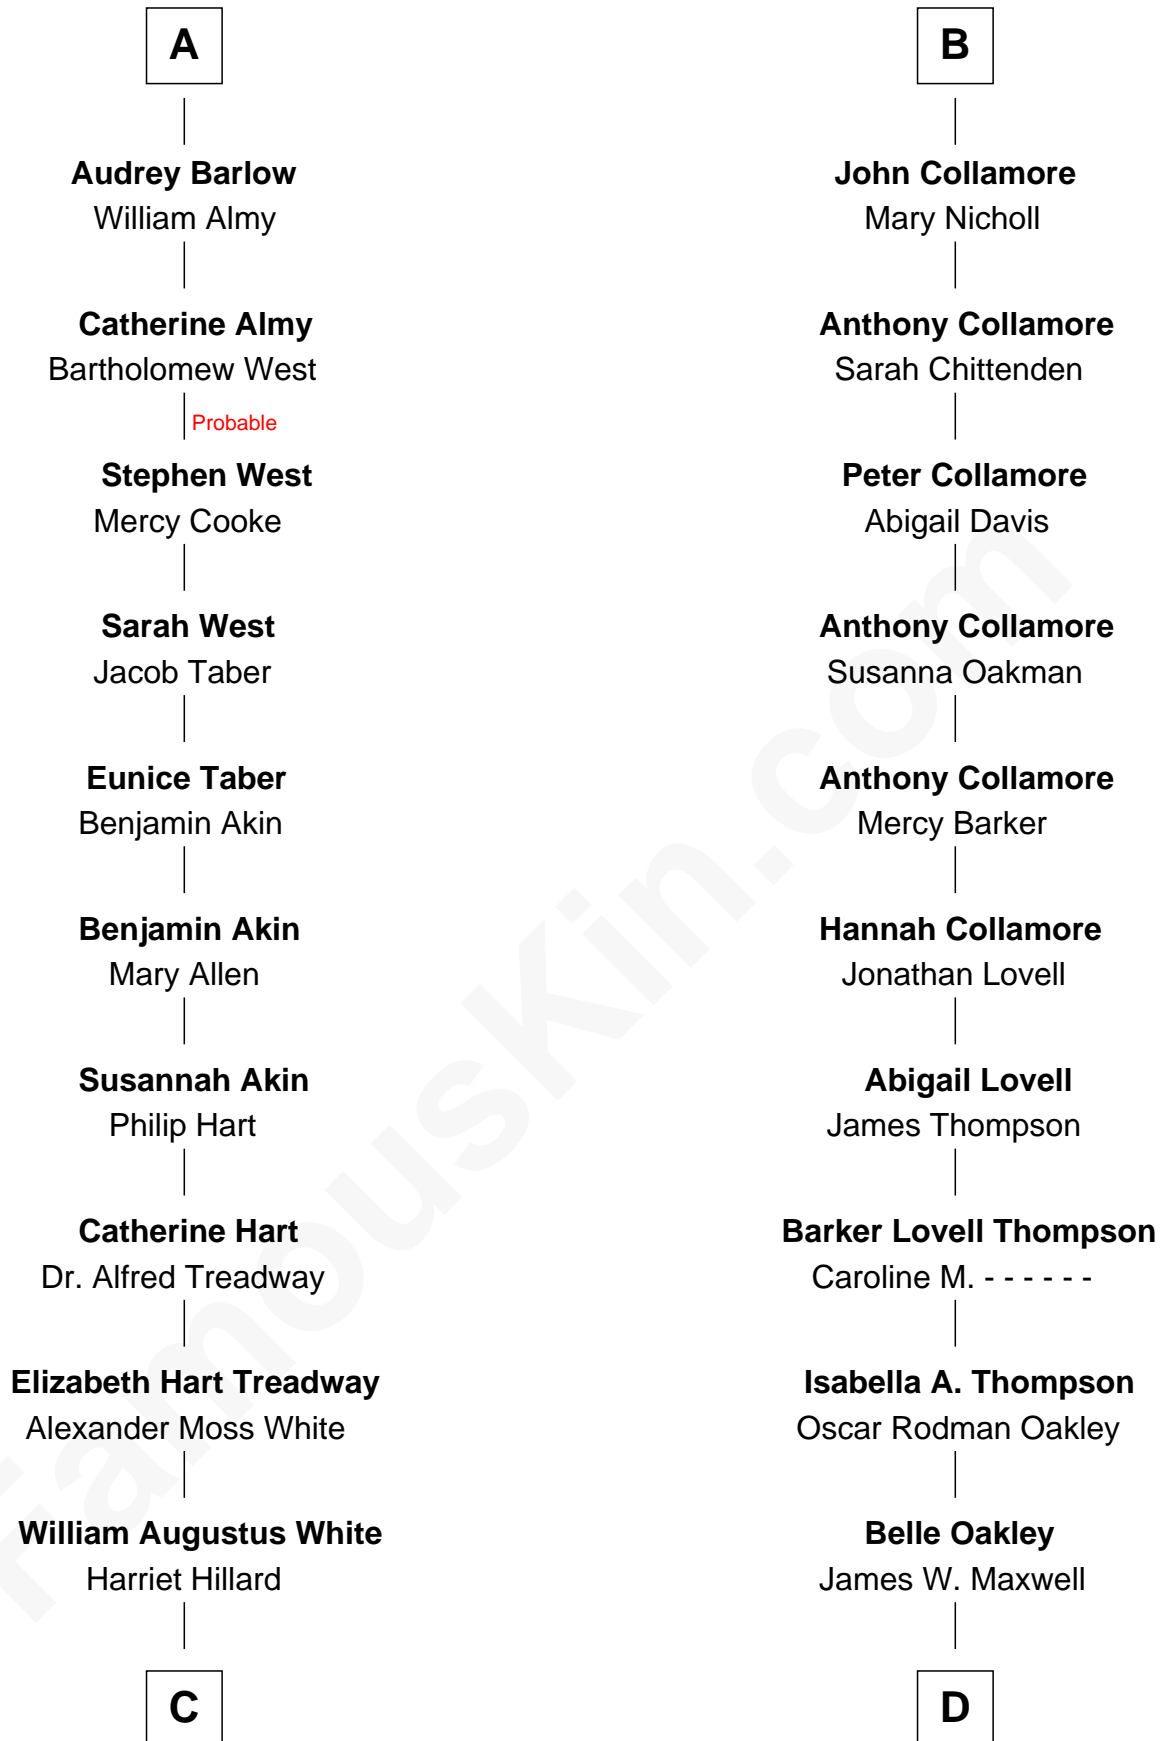 A
Audrey Barlow
William Almy
Catherine Almy
Bartholomew West
Probable
Stephen West
Mercy Cooke
Sarah West
Jacob Taber
Eunice Taber
Benjamin Akin
Benjamin Akin
Mary Allen
Susannah Akin
Philip Hart
Catherine Hart
Dr. Alfred Treadway
Elizabeth Hart Treadway
Alexander Moss White
William Augustus White
Harriet Hillard
C
B
John Collamore
Mary Nicholl
Anthony Collamore
Sarah Chittenden
Peter Collamore
Abigail Davis
Anthony Collamore
Susanna Oakman
Anthony Collamore
Mercy Barker
Hannah Collamore
Jonathan Lovell
Abigail Lovell
James Thompson
Barker Lovell Thompson
Caroline M. - - - - - -
Isabella A. Thompson
Oscar Rodman Oakley
Belle Oakley
James W. Maxwell
D
FamousKin.com